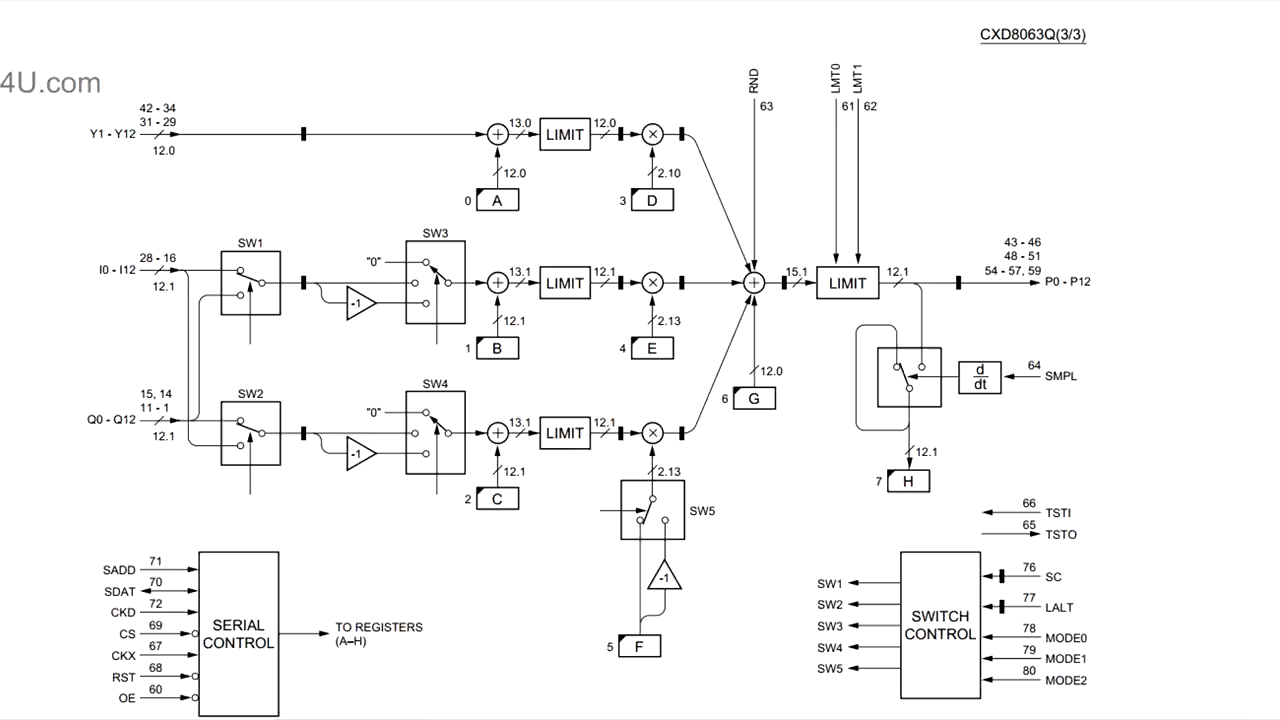 CXD8063Q(3/3)
4U.com
RND
63
LMT0
61
LMT1
62
42 - 34
31 - 29
Y1 - Y12
12.0
13.0
LIMIT
12.0
12.0
0
A
2.10
3
D
28 - 16
I0 - I12
12.1
SW1
-1
SW3
"0"
13.1
LIMIT
12.1
12.1
1
B
2.13
4
E
15.1
LIMIT
12.1
43 - 46
48 - 51
54 - 57, 59
P0 - P12
12.0
6
G
d
dt
64
SMPL
12.1
7
H
15, 14
11 - 1
Q0 - Q12
12.1
SW2
-1
SW4
"0"
13.1
LIMIT
12.1
12.1
2
C
2.13
SW5
-1
5
F
66
TSTI
65
TSTO
SADD
71
SDAT
70
CKD
72
CS
69
CKX
67
RST
68
OE
60
SERIAL
CONTROL
TO REGISTERS
(A–H)
SW1
SW2
SW3
SW4
SW5
SWITCH
CONTROL
76
SC
77
LALT
78
MODE0
79
MODE1
80
MODE2